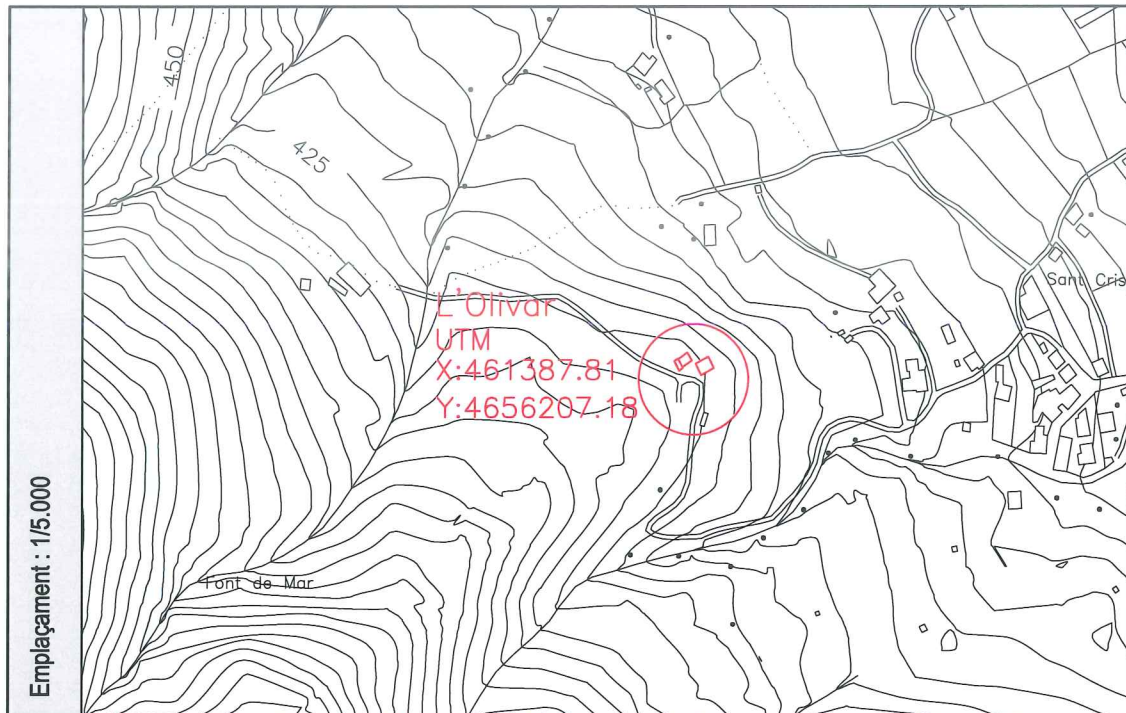 450
425
L'Olivar
UTM
X:461387.81
Y:4656207.18
Sant Cris
Font de Mar
Emplaçament : 1/5.000